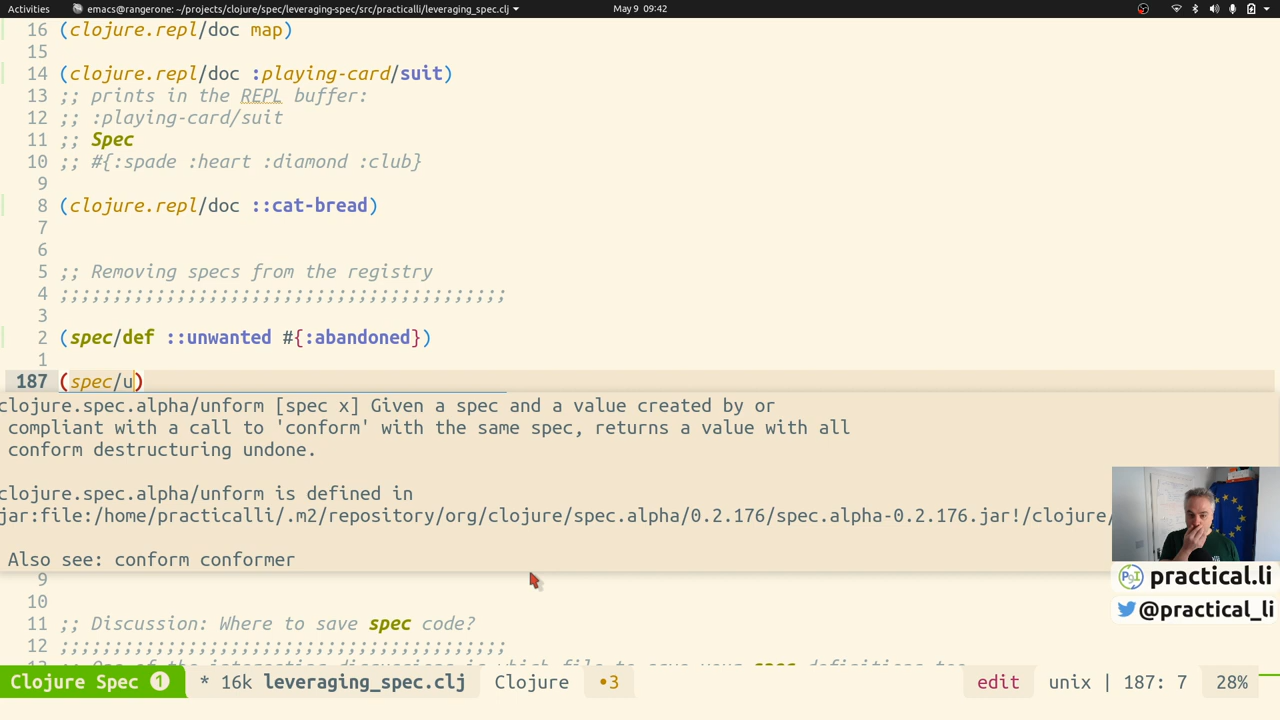 Activities emacs@rangerone: ~/projects/clojure/spec/leveraging-spec/src/practicalli/leveraging_spec.clj May 9 09:42
16 (clojure.repl/doc map)
15
14 (clojure.repl/doc :playing-card/suit)
13 ;; prints in the REPL buffer:
12 ;; :playing-card/suit
11 ;; Spec
10 ;; #{:spade :heart :diamond :club}
9
8 (clojure.repl/doc ::cat-bread)
7
6
5 ;; Removing specs from the registry
4 ;;;;;;;;;;;;;;;;;;;;;;;;;;;;;;;;;;;;;;;;;;
3
2 (spec/def ::unwanted #{:abandoned})
1
187 (spec/u)
clojure.spec.alpha/unform [spec x] Given a spec and a value created by or
compliant with a call to 'conform' with the same spec, returns a value with all
conform destructuring undone.
clojure.spec.alpha/unform is defined in
jar:file:/home/practicalli/.m2/repository/org/clojure/spec.alpha/0.2.176/spec.alpha-0.2.176.jar!/clojure/
Also see: conform conformer
9
10
11 ;; Discussion: Where to save spec code?
12 ;;;;;;;;;;;;;;;;;;;;;;;;;;;;;;;;;;;;;;;;;;
practical.li
@practical_li
Clojure Spec 1 * 16k leveraging_spec.clj Clojure •3 edit unix | 187: 7 28%